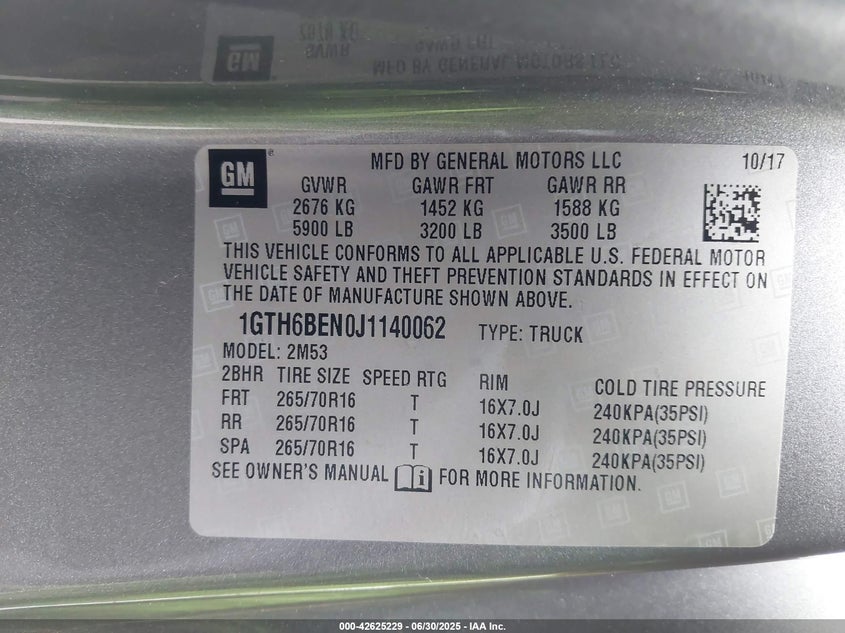 GM
MFD BY GENERAL MOTORS LLC 10/17
GVWR GAWR FRT GAWR RR
2676 KG 1452 KG 1588 KG
5900 LB 3200 LB 3500 LB
THIS VEHICLE CONFORMS TO ALL APPLICABLE U.S. FEDERAL MOTOR
VEHICLE SAFETY AND THEFT PREVENTION STANDARDS IN EFFECT ON
THE DATE OF MANUFACTURE SHOWN ABOVE.
1GTH6BEN0J1140062 TYPE: TRUCK
MODEL: 2M53
2BHR TIRE SIZE SPEED RTG RIM COLD TIRE PRESSURE
FRT 265/70R16 T 16X7.0J 240KPA(35PSI)
RR 265/70R16 T 16X7.0J 240KPA(35PSI)
SPA 265/70R16 T 16X7.0J 240KPA(35PSI)
SEE OWNER'S MANUAL i FOR MORE INFORMATION.
000-42625229 - 06/30/2025 - IAA Inc.